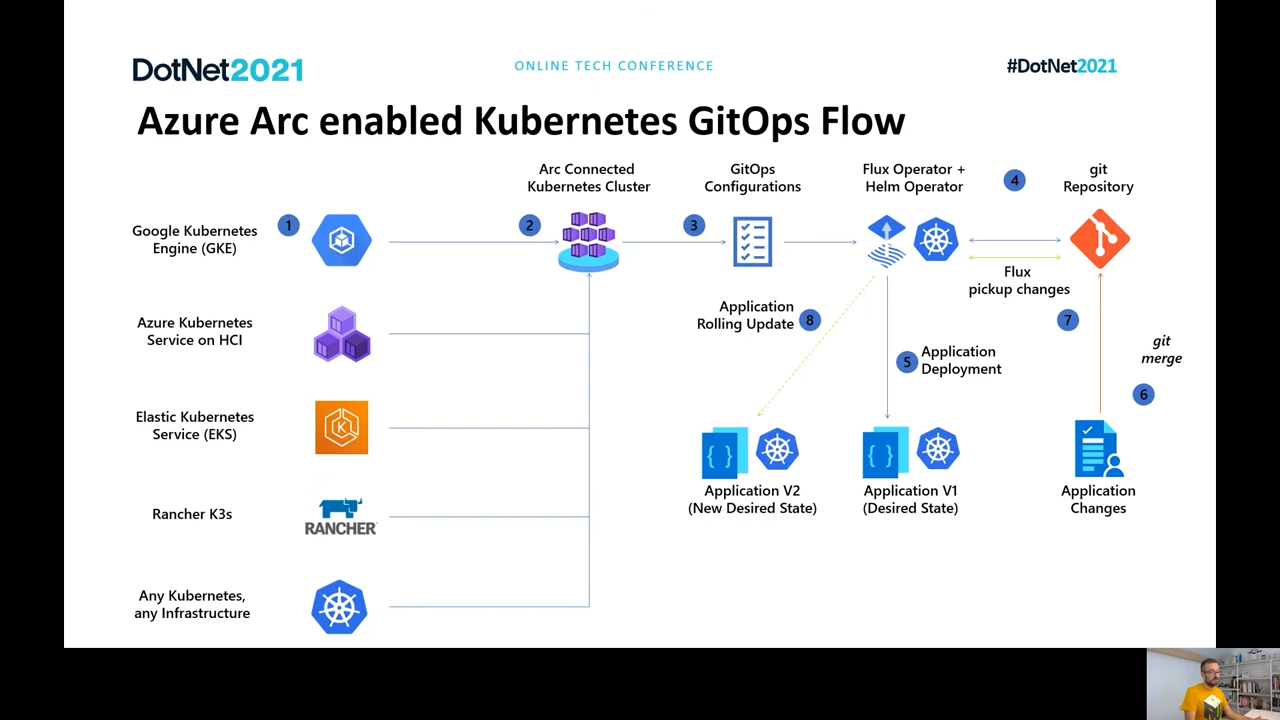 DotNet2021
ONLINE TECH CONFERENCE
#DotNet2021
Azure Arc enabled Kubernetes GitOps Flow
Arc Connected
Kubernetes Cluster
GitOps
Configurations
Flux Operator +
Helm Operator
4
git
Repository
Google Kubernetes
Engine (GKE)
1
2
3
Flux
pickup changes
Azure Kubernetes
Service on HCI
Application
Rolling Update
8
7
git
merge
5
Application
Deployment
6
Elastic Kubernetes
Service (EKS)
K
Application V2
(New Desired State)
Application V1
(Desired State)
Application
Changes
Rancher K3s
RANCHER
Any Kubernetes,
any Infrastructure